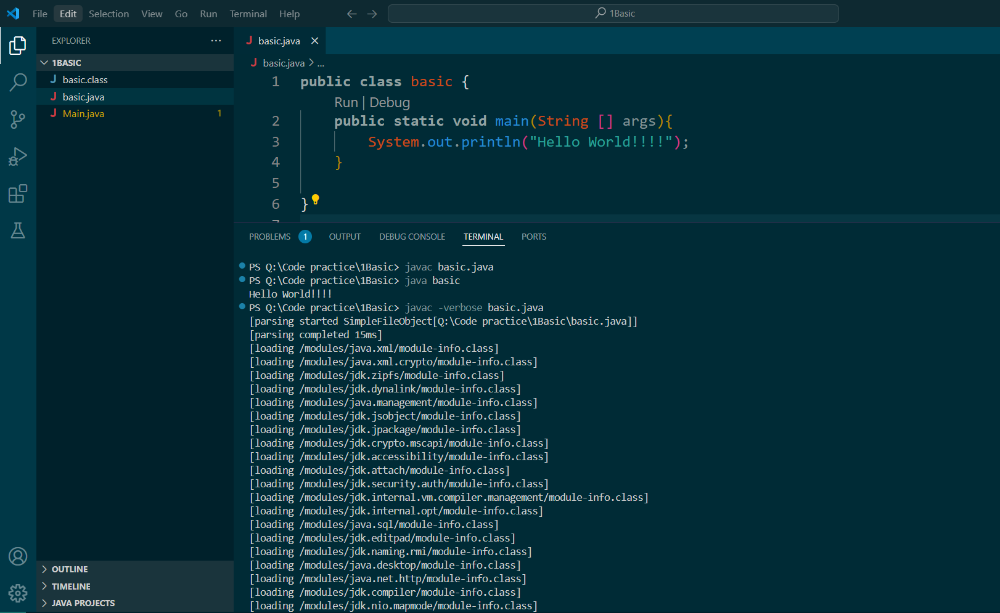 File Edit Selection View Go Run Terminal Help 1Basic
EXPLORER
1BASIC
basic.class
basic.java
Main.java 1
OUTLINE
TIMELINE
JAVA PROJECTS
basic.java
basic.java > ...
1 public class basic {
Run | Debug
2 public static void main(String [] args){
3 System.out.println("Hello World!!!!");
4 }
5
6 }
PROBLEMS 1 OUTPUT DEBUG CONSOLE TERMINAL PORTS
PS Q:\Code practice\1Basic> javac basic.java
PS Q:\Code practice\1Basic> java basic
Hello World!!!!
PS Q:\Code practice\1Basic> javac -verbose basic.java
[parsing started SimpleFileObject[Q:\Code practice\1Basic\basic.java]]
[parsing completed 15ms]
[loading /modules/java.xml/module-info.class]
[loading /modules/java.xml.crypto/module-info.class]
[loading /modules/jdk.zipfs/module-info.class]
[loading /modules/jdk.dynalink/module-info.class]
[loading /modules/java.management/module-info.class]
[loading /modules/jdk.jsobject/module-info.class]
[loading /modules/jdk.jpackage/module-info.class]
[loading /modules/jdk.crypto.mscapi/module-info.class]
[loading /modules/jdk.accessibility/module-info.class]
[loading /modules/jdk.attach/module-info.class]
[loading /modules/jdk.security.auth/module-info.class]
[loading /modules/jdk.internal.vm.compiler.management/module-info.class]
[loading /modules/jdk.internal.opt/module-info.class]
[loading /modules/java.sql/module-info.class]
[loading /modules/jdk.editpad/module-info.class]
[loading /modules/jdk.naming.rmi/module-info.class]
[loading /modules/java.desktop/module-info.class]
[loading /modules/java.net.http/module-info.class]
[loading /modules/jdk.compiler/module-info.class]
[loading /modules/jdk.nio.mapmode/module-info.class]